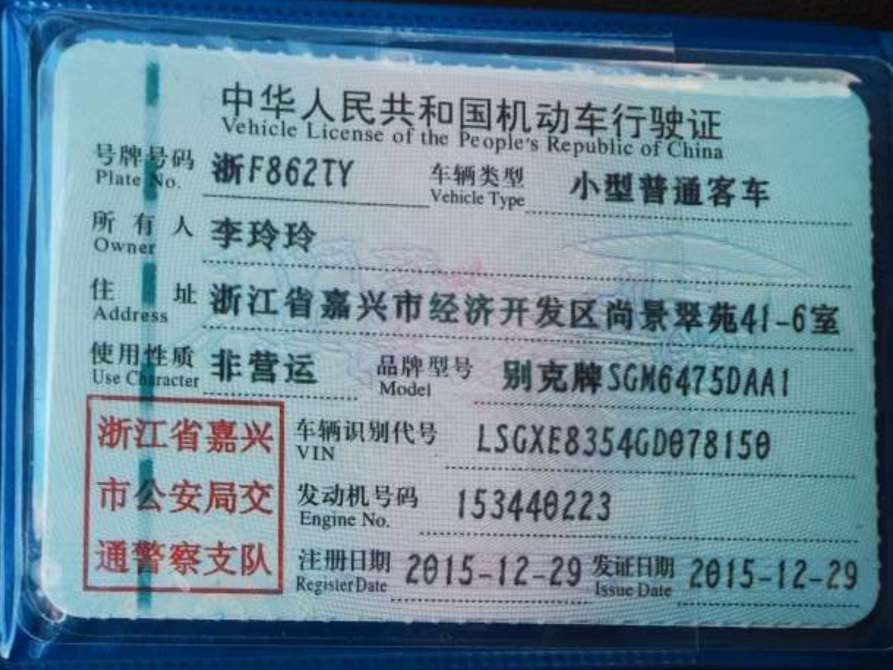 中华人民共和国机动车行驶证
Vehicle License of the People's Republic of China
号牌号码 浙F862TY 车辆类型 小型普通客车
Plate No. Vehicle Type
所有人 李玲玲
Owner
住址 浙江省嘉兴市经济开发区尚景翠苑41-6室
Address
使用性质 非营运 品牌型号 别克牌SGM6475DAA1
Use Character Model
浙江省嘉兴
市公安局交
通警察支队
车辆识别代号 LSGXE8354GD078150
VIN
发动机号码 153440223
Engine No.
注册日期 2015-12-29 发证日期 2015-12-29
Register Date Issue Date